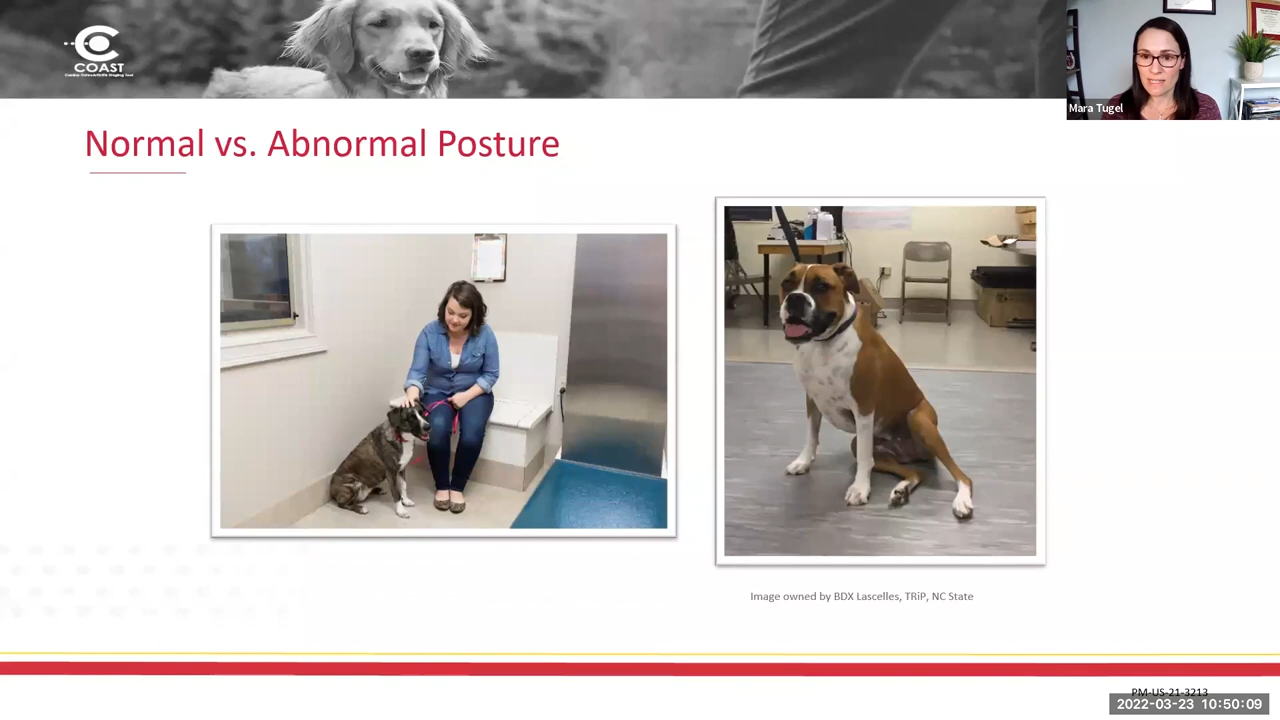 COAST
Canine OsteoArthritis Staging Tool
Mara Tugel
Normal vs. Abnormal Posture
Image owned by BDX Lascelles, TRiP, NC State
PM-US-21-3213
2022-03-23 10:50:09